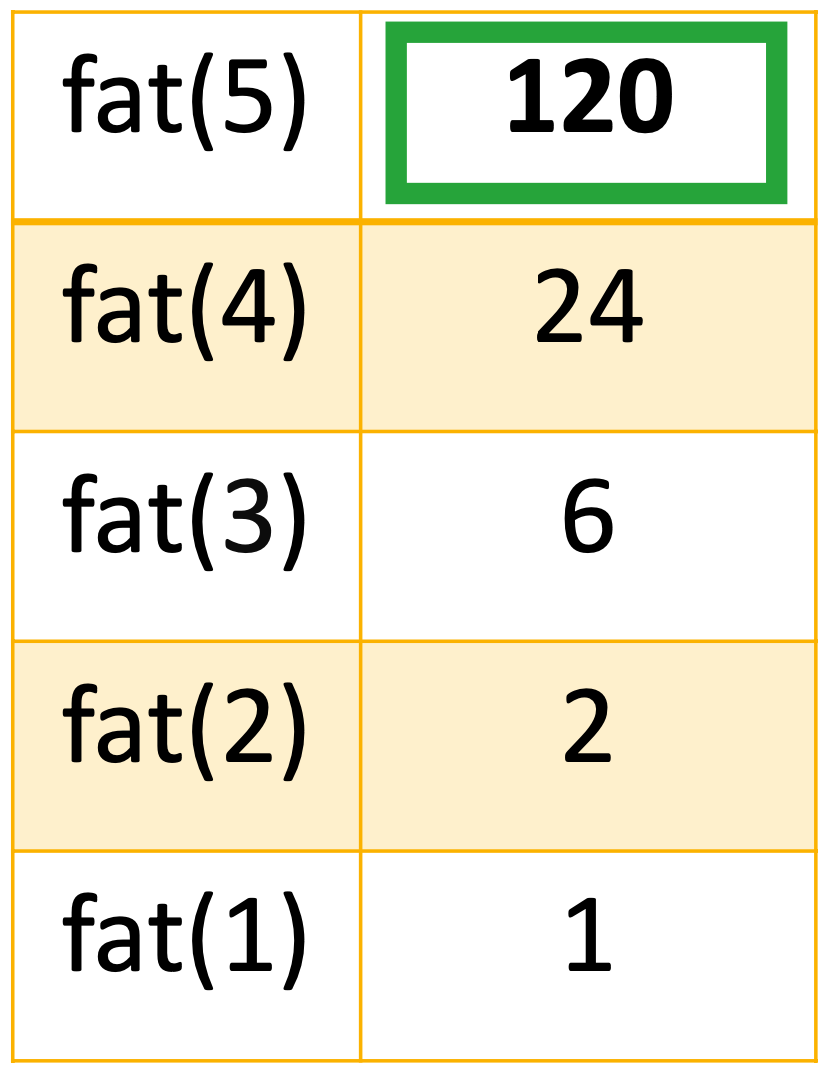 fat(5) 120
fat(4) 24
fat(3) 6
fat(2) 2
fat(1) 1